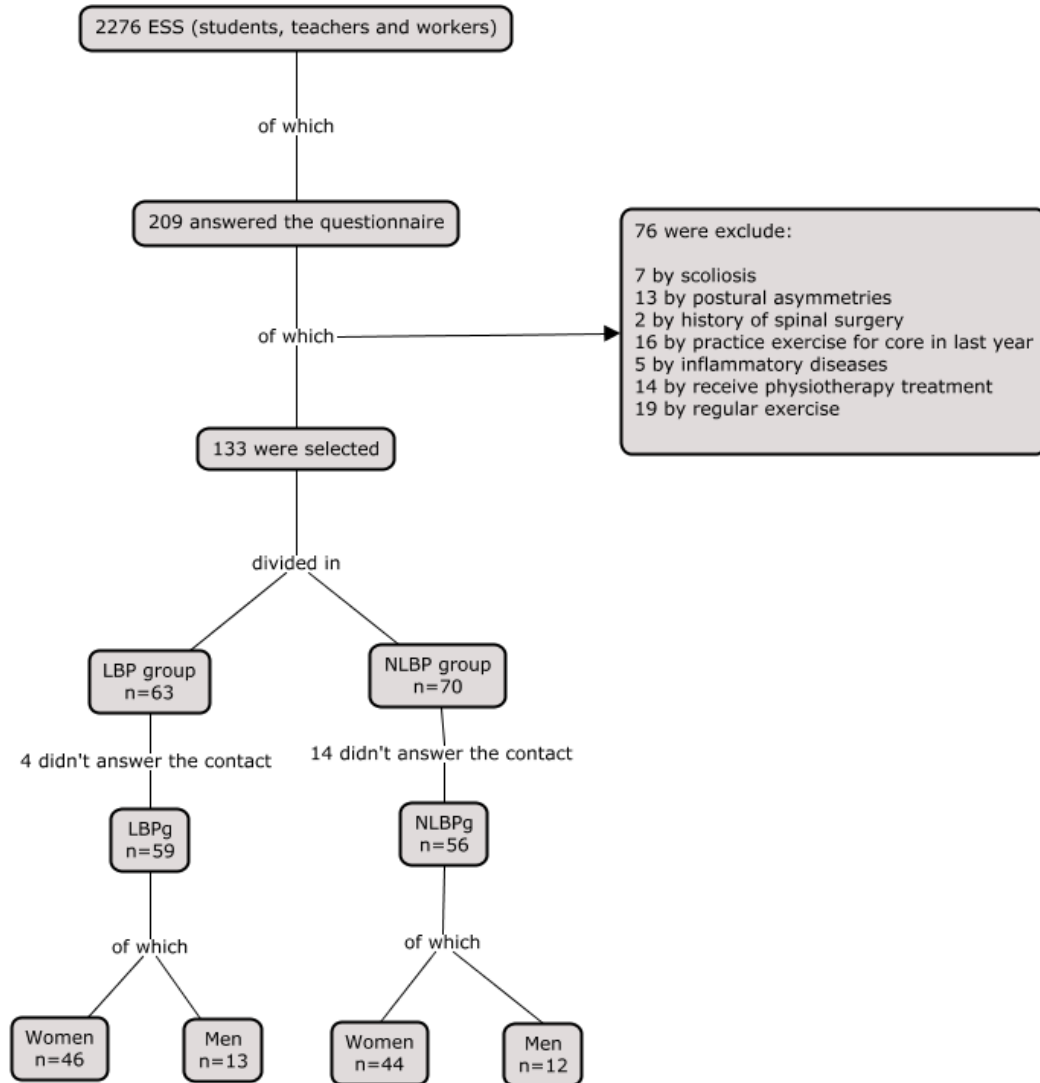 2276 ESS (students, teachers and workers)
of which
209 answered the questionnaire
76 were exclude:
7 by scoliosis
13 by postural asymmetries
2 by history of spinal surgery
16 by practice exercise for core in last year
5 by inflammatory diseases
14 by receive physiotherapy treatment
19 by regular exercise
of which
133 were selected
divided in
LBP group
n=63
NLBP group
n=70
4 didn't answer the contact
14 didn't answer the contact
LBPg
n=59
NLBPg
n=56
of which
of which
Women
n=46
Men
n=13
Women
n=44
Men
n=12